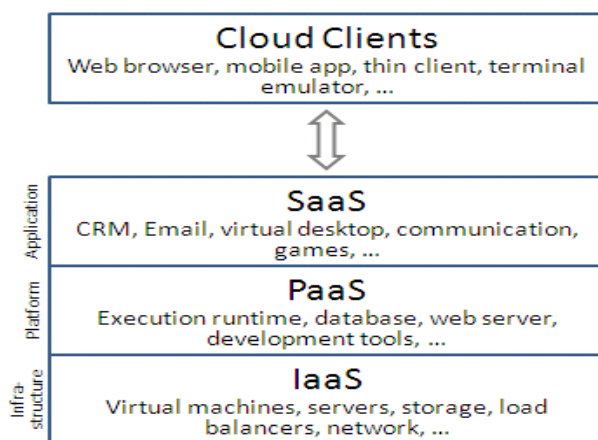 Cloud Clients
Web browser, mobile app, thin client, terminal
emulator, ...
Application
SaaS
CRM, Email, virtual desktop, communication,
games, ...
Platform
PaaS
Execution runtime, database, web server,
development tools, ...
Infra-
structure
IaaS
Virtual machines, servers, storage, load
balancers, network, ...